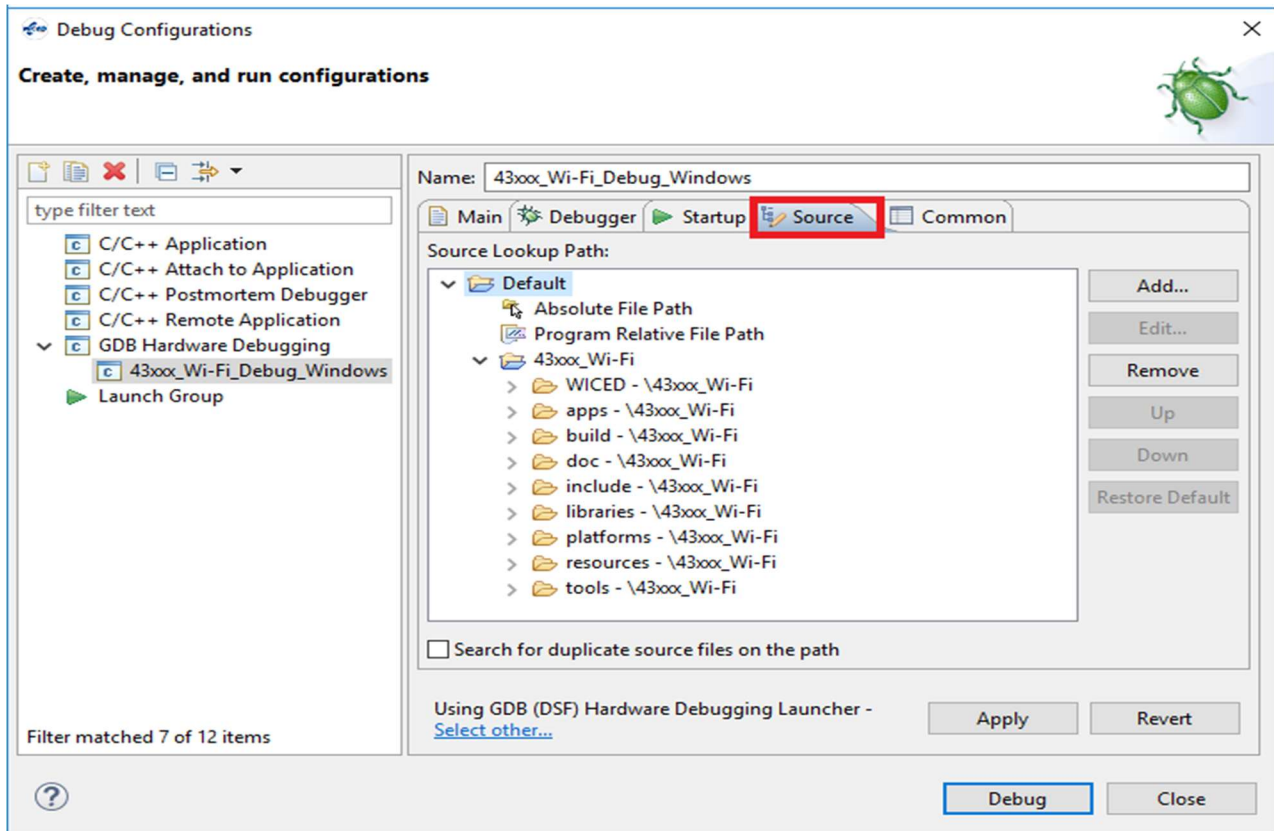 Debug Configurations
Create, manage, and run configurations
type filter text
C/C++ Application
C/C++ Attach to Application
C/C++ Postmortem Debugger
C/C++ Remote Application
GDB Hardware Debugging
43xxx_Wi-Fi_Debug_Windows
Launch Group
Filter matched 7 of 12 items
Name: 43xxx_Wi-Fi_Debug_Windows
Main Debugger Startup Source Common
Source Lookup Path:
Default
Absolute File Path
Program Relative File Path
43xxx_Wi-Fi
WICED - \43xxx_Wi-Fi
apps - \43xxx_Wi-Fi
build - \43xxx_Wi-Fi
doc - \43xxx_Wi-Fi
include - \43xxx_Wi-Fi
libraries - \43xxx_Wi-Fi
platforms - \43xxx_Wi-Fi
resources - \43xxx_Wi-Fi
tools - \43xxx_Wi-Fi
Add...
Edit...
Remove
Up
Down
Restore Default
Search for duplicate source files on the path
Using GDB (DSF) Hardware Debugging Launcher -
Select other...
Apply Revert
Debug Close